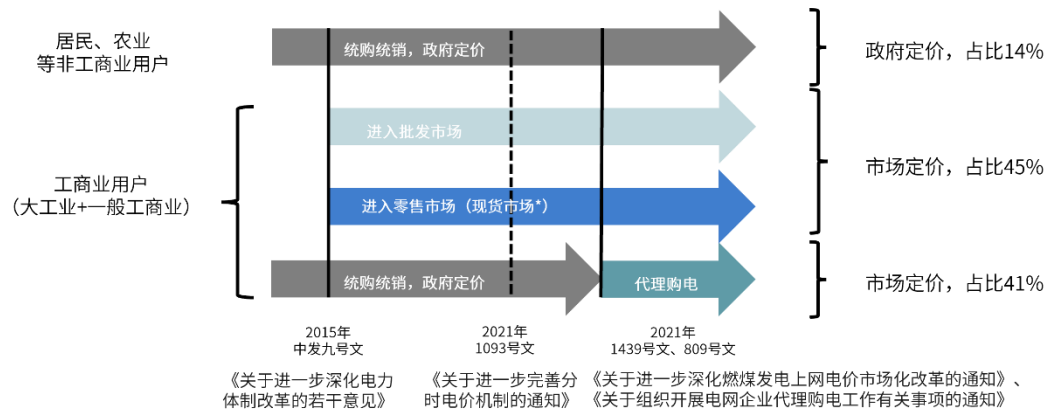 居民、农业
等非工商业用户
统购统销，政府定价
政府定价，占比14%
进入批发市场
市场定价，占比45%
工商业用户
（大工业+一般工商业）
进入零售市场（现货市场*）
统购统销，政府定价
代理购电
市场定价，占比41%
2015年
中发九号文
2021年
1093号文
2021年
1439号文、809号文
《关于进一步深化电力
体制改革的若干意见》
《关于进一步完善分
时电价机制的通知》
《关于进一步深化燃煤发电上网电价市场化改革的通知》、
《关于组织开展电网企业代理购电工作有关事项的通知》